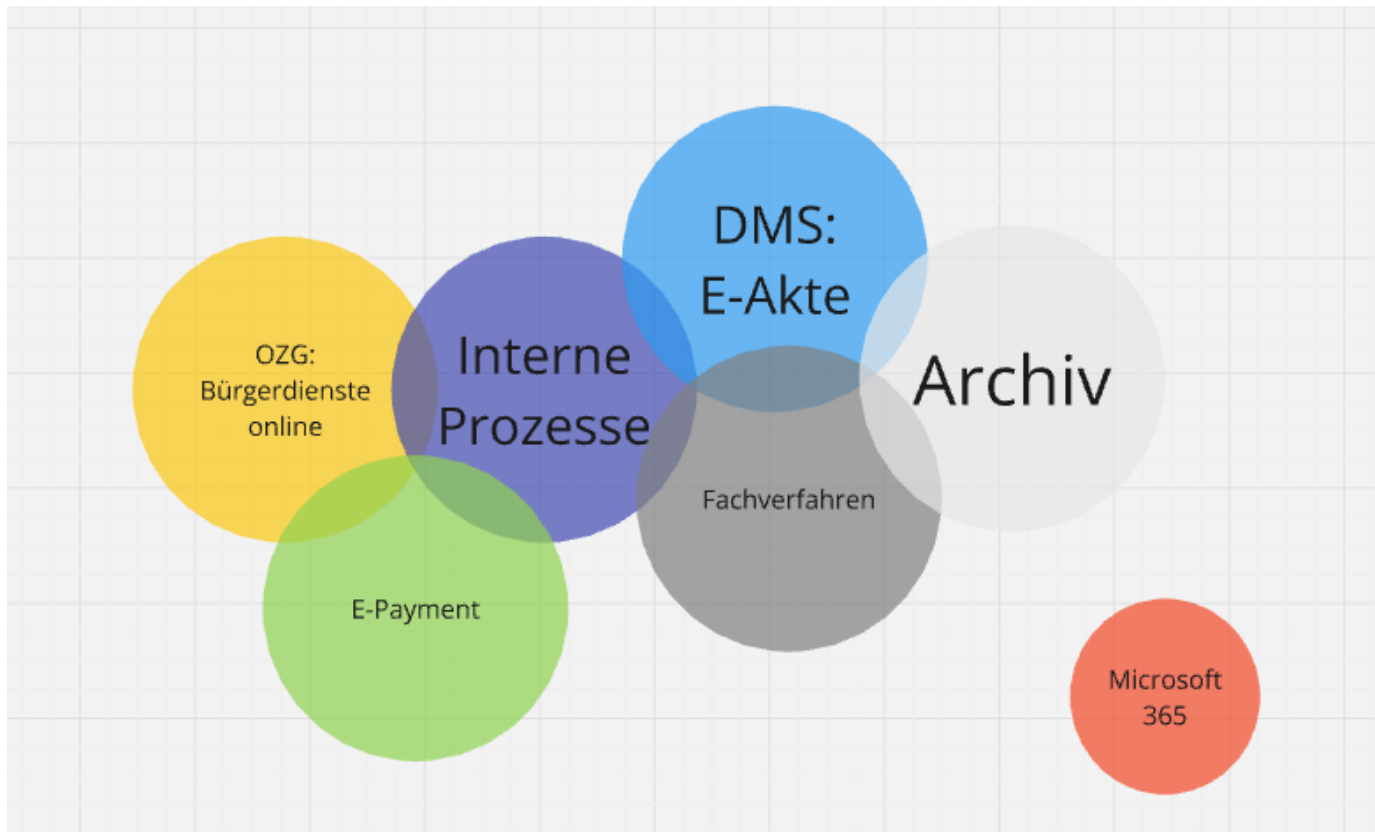 OZG:
Bürgerdienste
online
Interne
Prozesse
DMS:
E-Akte
Archiv
E-Payment
Fachverfahren
Microsoft
365